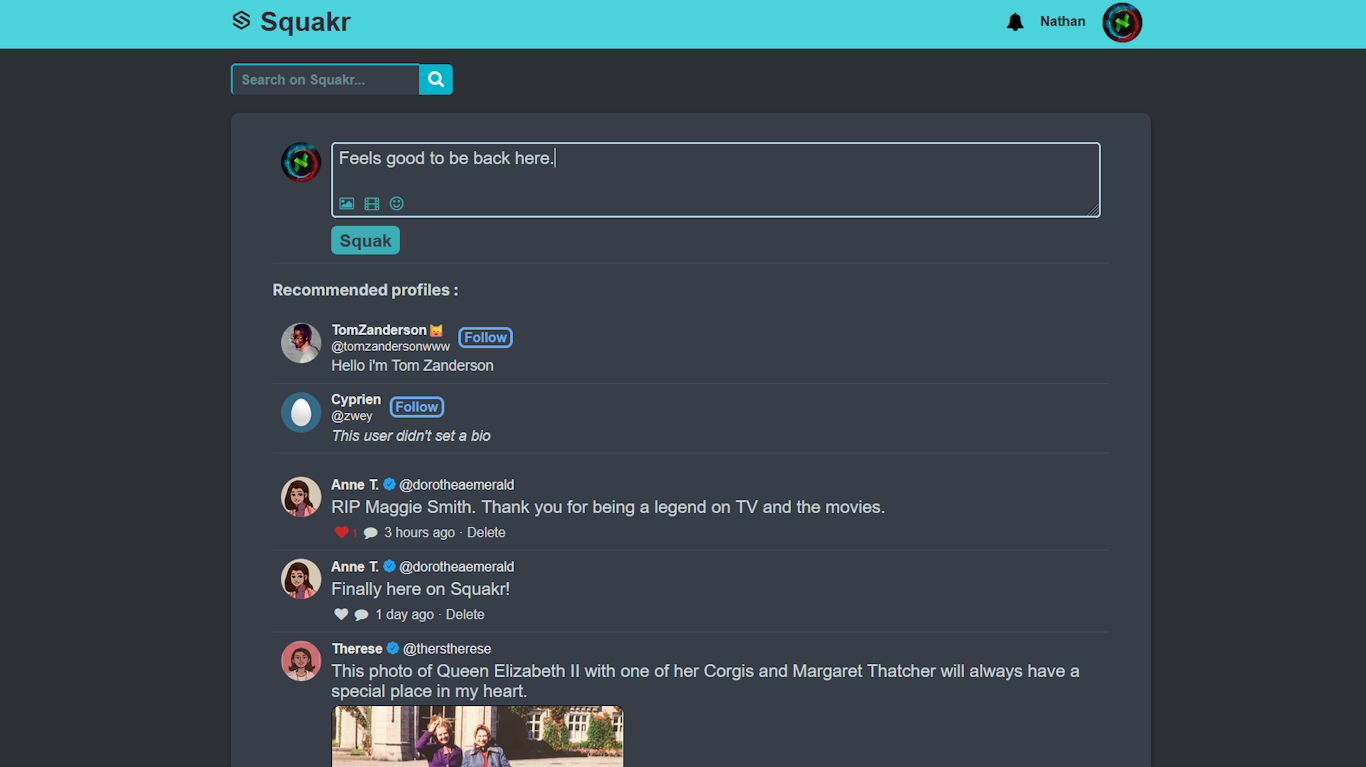 Squakr
Nathan
Search on Squakr...
Feels good to be back here.
Squak
Recommended profiles :
TomZanderson😺
@tomzandersonwww
Follow
Hello i'm Tom Zanderson
Cyprien
@zwey
Follow
This user didn't set a bio
Anne T. @dorotheaemerald
RIP Maggie Smith. Thank you for being a legend on TV and the movies.
1 3 hours ago · Delete
Anne T. @dorotheaemerald
Finally here on Squakr!
1 day ago · Delete
Therese @therstherese
This photo of Queen Elizabeth II with one of her Corgis and Margaret Thatcher will always have a
special place in my heart.